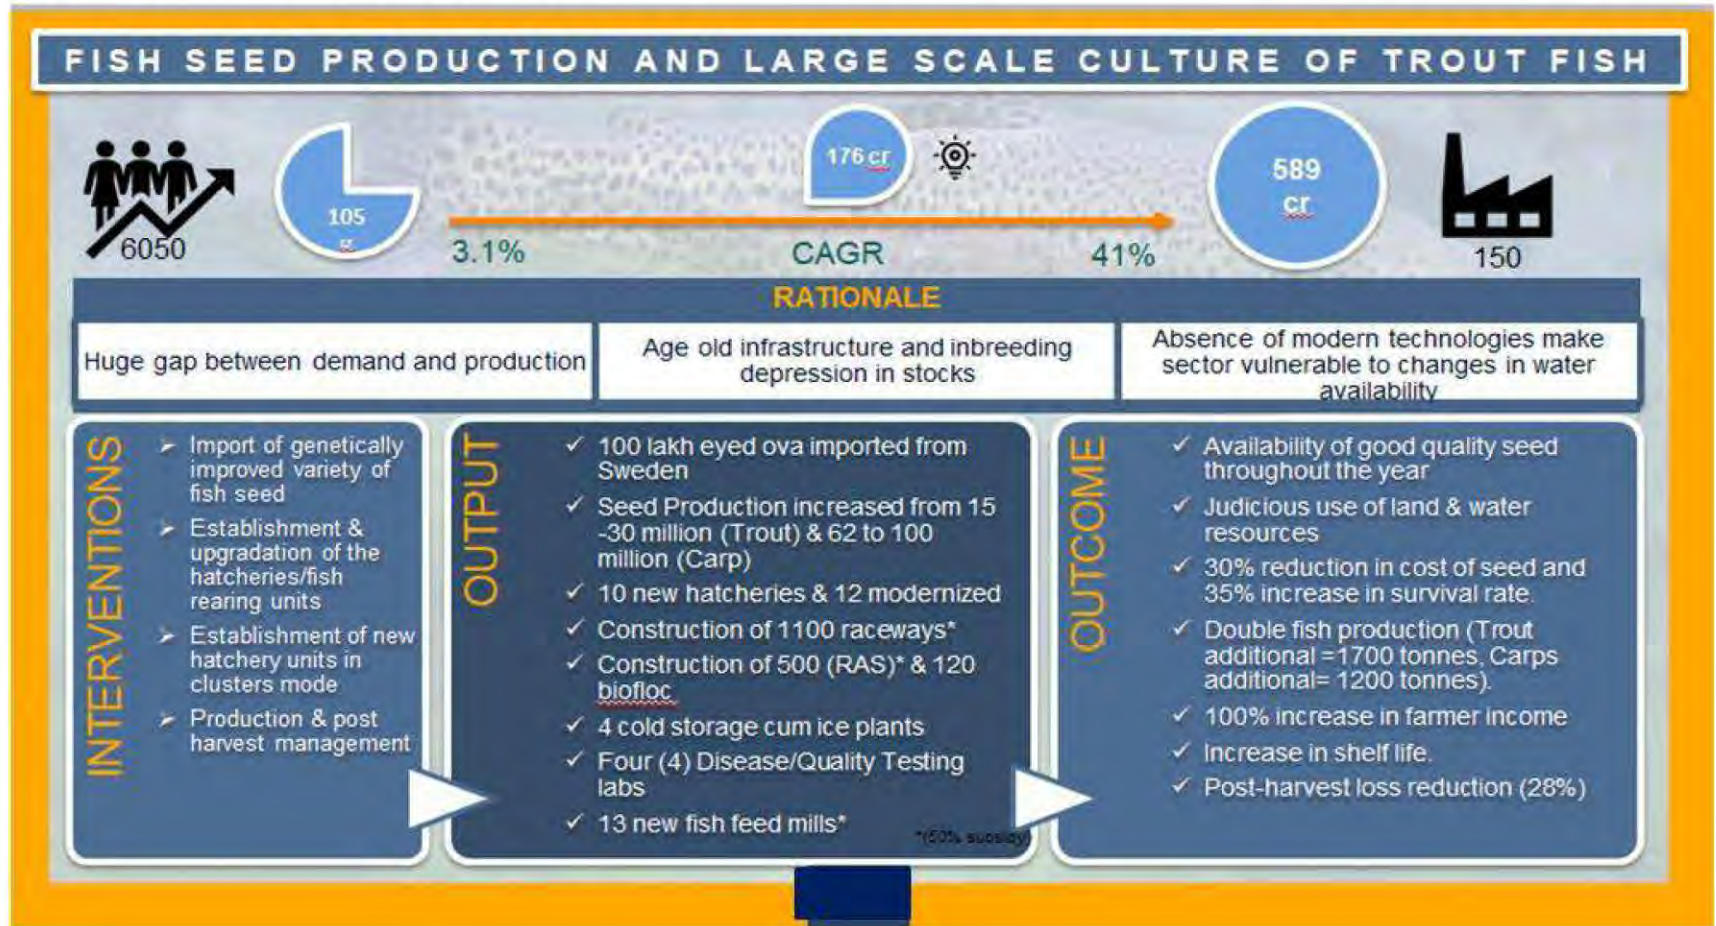 FISH SEED PRODUCTION AND LARGE SCALE CULTURE OF TROUT FISH
6050
105
cr
3.1%
176 cr
CAGR
41%
589
cr
150
RATIONALE
Huge gap between demand and production
Age old infrastructure and inbreeding
depression in stocks
Absence of modern technologies make
sector vulnerable to changes in water
availability
INTERVENTIONS
➢ Import of genetically
improved variety of
fish seed
➢ Establishment &
upgradation of the
hatcheries/fish
rearing units
➢ Establishment of new
hatchery units in
clusters mode
➢ Production & post
harvest management
OUTPUT
✓ 100 lakh eyed ova imported from
Sweden
✓ Seed Production increased from 15
-30 million (Trout) & 62 to 100
million (Carp)
✓ 10 new hatcheries & 12 modernized
✓ Construction of 1100 raceways*
✓ Construction of 500 (RAS)* & 120
biofloc
✓ 4 cold storage cum ice plants
✓ Four (4) Disease/Quality Testing
labs
✓ 13 new fish feed mills*
*(50% subsidy)
OUTCOME
✓ Availability of good quality seed
throughout the year
✓ Judicious use of land & water
resources
✓ 30% reduction in cost of seed and
35% increase in survival rate.
✓ Double fish production (Trout
additional =1700 tonnes, Carps
additional= 1200 tonnes).
✓ 100% increase in farmer income
✓ Increase in shelf life.
✓ Post-harvest loss reduction (28%)